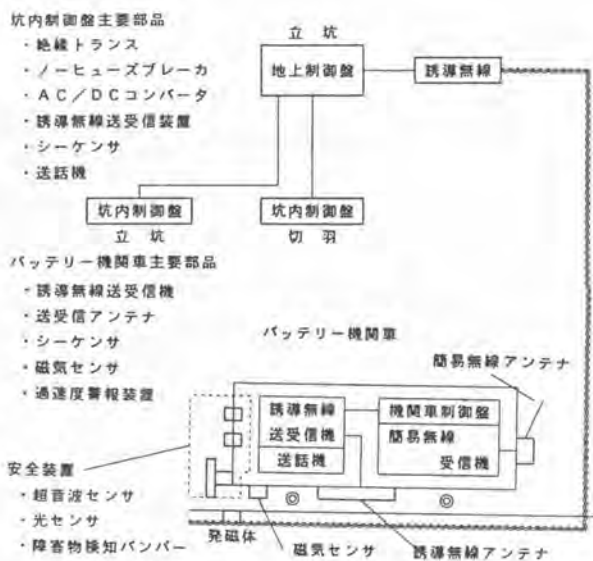 坑内制御盤主要部品
・絶縁トランス
・ノーヒューズブレーカ
・AC/DCコンバータ
・誘導無線送受信装置
・シーケンサ
・送話機
立坑
地上制御盤
誘導無線
坑内制御盤
立坑
坑内制御盤
切羽
バッテリー機関車主要部品
・誘導無線送受信機
・送受信アンテナ
・シーケンサ
・磁気センサ
・過速度警報装置
バッテリー機関車
簡易無線アンテナ
誘導無線
送受信機
送話機
機関車制御盤
簡易無線
受信機
安全装置
・超音波センサ
・光センサ
・障害物検知バンパー
発磁体
磁気センサ
誘導無線アンテナ